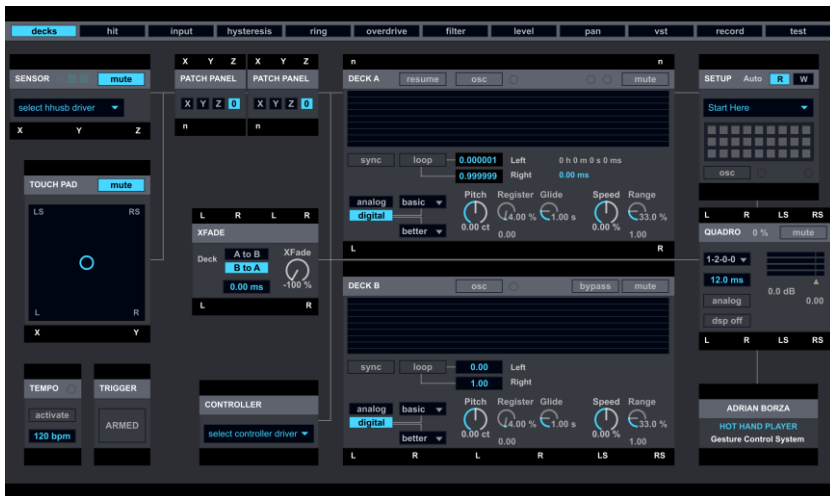 decks hit input hysteresis ring overdrive filter level pan vst record test
SENSOR mute
select hhusb driver
X Y Z
TOUCH PAD mute
LS RS
L R
X Y
TEMPO
activate
120 bpm
TRIGGER
ARMED
X Y Z X Y Z
PATCH PANEL PATCH PANEL
X Y Z 0 X Y Z 0
n n
L R L R
XFADE
Deck A to B XFade
B to A
0.00 ms -100 %
L R
CONTROLLER
select controller driver
n n
DECK A resume osc mute
sync loop 0.000001 Left 0 h 0 m 0 s 0 ms
0.999999 Right 0.00 ms
analog basic Pitch Register Glide Speed Range
digital 4.00 % 1.00 s 33.0 %
better 0.00 ct 0.00 0.00 % 1.00
L R
DECK B osc bypass mute
sync loop 0.00 Left
1.00 Right
analog basic Pitch Register Glide Speed Range
digital 4.00 % 1.00 s 33.0 %
better 0.00 ct 0.00 0.00 % 1.00
L R L R LS RS
SETUP Auto R W
Start Here
osc
L R LS RS
QUADRO 0 % mute
1-2-0-0
12.0 ms
0.0 dB 0.00
analog
dsp off
L R LS RS
ADRIAN BORZA
HOT HAND PLAYER
Gesture Control System